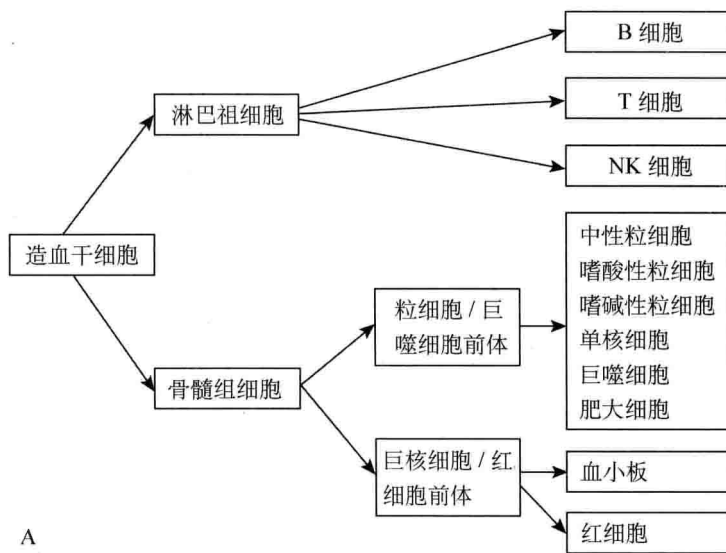 B 细胞
淋巴祖细胞
T 细胞
NK 细胞
造血干细胞
中性粒细胞
嗜酸性粒细胞
嗜碱性粒细胞
单核细胞
巨噬细胞
肥大细胞
粒细胞 / 巨
噬细胞前体
骨髓组细胞
巨核细胞 / 红
细胞前体
血小板
红细胞
A